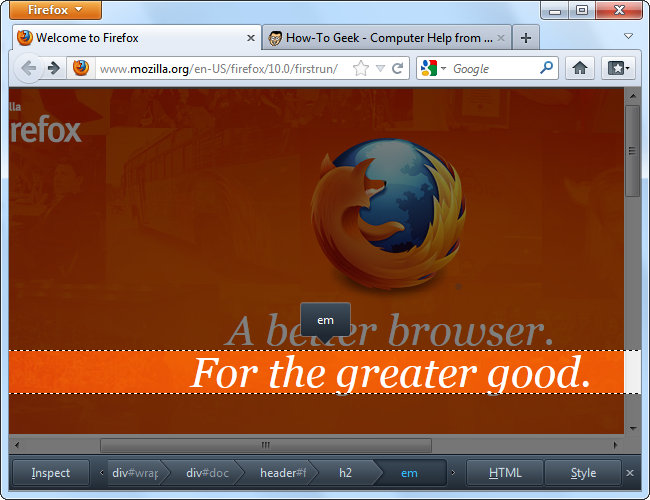 Firefox
Welcome to Firefox
How-To Geek - Computer Help from ...
www.mozilla.org/en-US/firefox/10.0/firstrun/
Google
lla
refox
em
A better browser.
For the greater good.
Inspect
div#wrap
div#doc
header#f
h2
em
HTML
Style